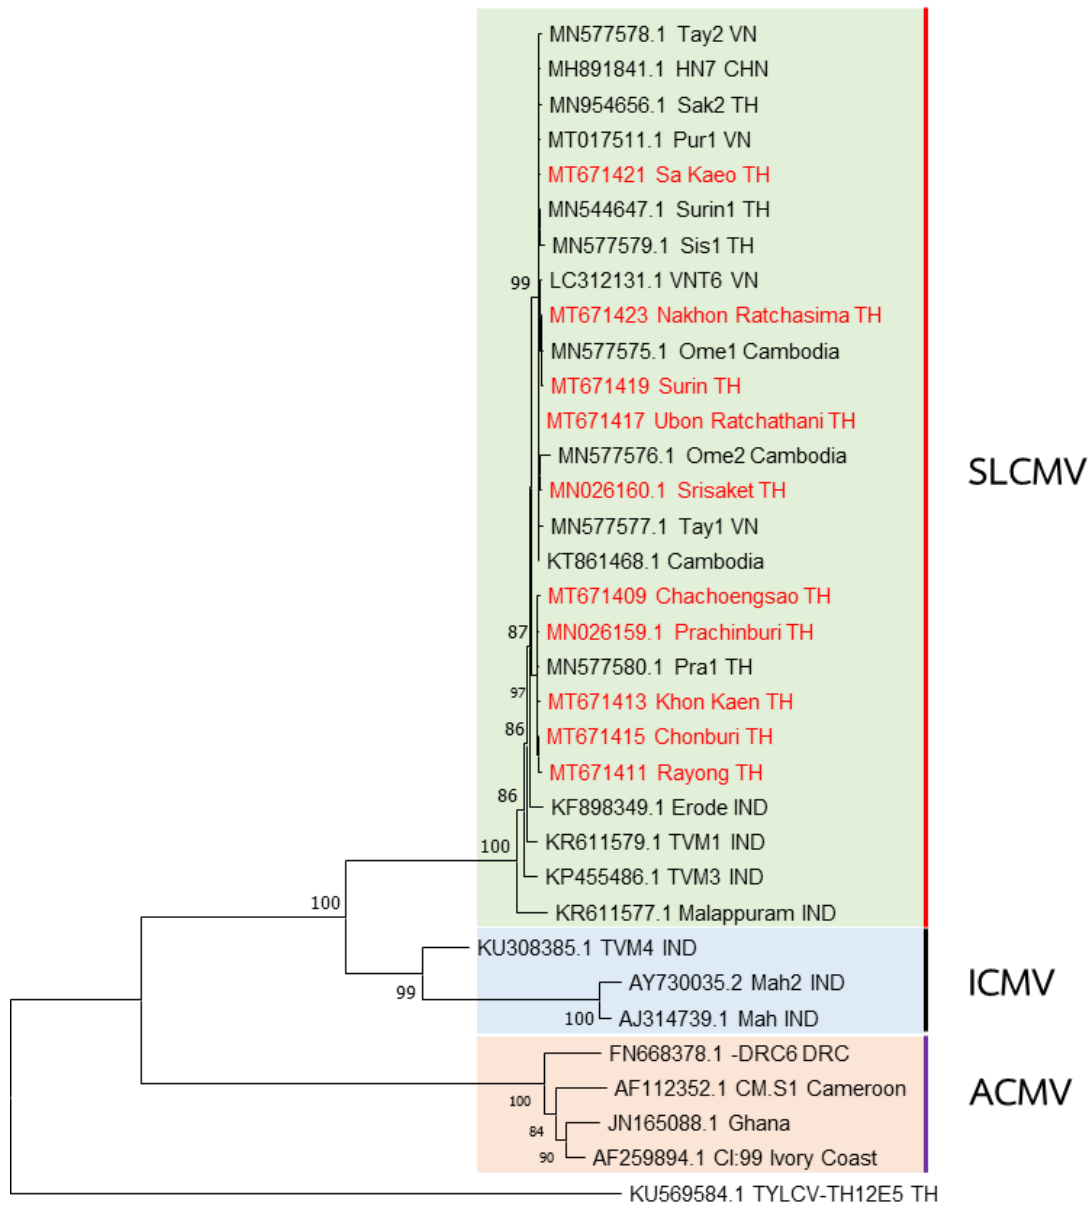 MN577578.1 Tay2 VN
MH891841.1 HN7 CHN
MN954656.1 Sak2 TH
MT017511.1 Pur1 VN
MT671421 Sa Kaeo TH
MN544647.1 Surin1 TH
MN577579.1 Sis1 TH
99
LC312131.1 VNT6 VN
MT671423 Nakhon Ratchasima TH
MN577575.1 Ome1 Cambodia
MT671419 Surin TH
MT671417 Ubon Ratchathani TH
MN577576.1 Ome2 Cambodia
SLCMV
MN026160.1 Srisaket TH
MN577577.1 Tay1 VN
KT861468.1 Cambodia
MT671409 Chachoengsao TH
87
MN026159.1 Prachinburi TH
MN577580.1 Pra1 TH
97
MT671413 Khon Kaen TH
86
MT671415 Chonburi TH
MT671411 Rayong TH
86
KF898349.1 Erode IND
100
KR611579.1 TVM1 IND
KP455486.1 TVM3 IND
100
KR611577.1 Malappuram IND
KU308385.1 TVM4 IND
99
AY730035.2 Mah2 IND
ICMV
100
AJ314739.1 Mah IND
FN668378.1 -DRC6 DRC
100
AF112352.1 CM.S1 Cameroon
ACMV
84
JN165088.1 Ghana
90
AF259894.1 CI:99 Ivory Coast
KU569584.1 TYLCV-TH12E5 TH